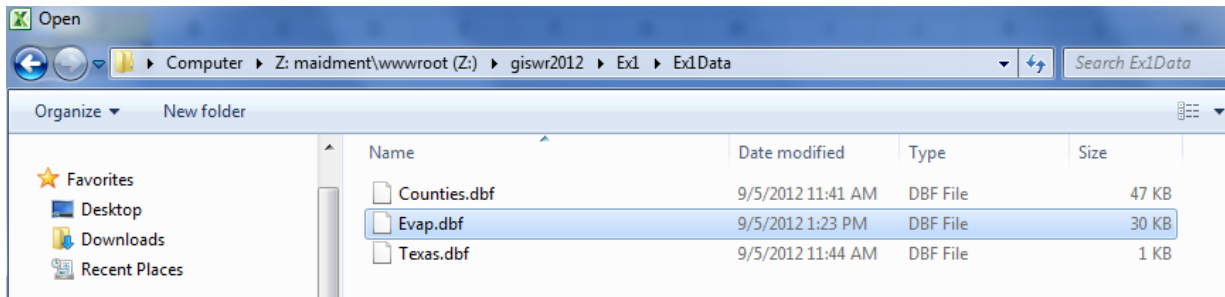 Open
Computer Z: maidment\wwwroot (Z:) giswr2012 Ex1 Ex1Data Search Ex1Data
Organize New folder
Name Date modified Type Size
Favorites
Counties.dbf 9/5/2012 11:41 AM DBF File 47 KB
Desktop
Evap.dbf 9/5/2012 1:23 PM DBF File 30 KB
Downloads
Texas.dbf 9/5/2012 11:44 AM DBF File 1 KB
Recent Places